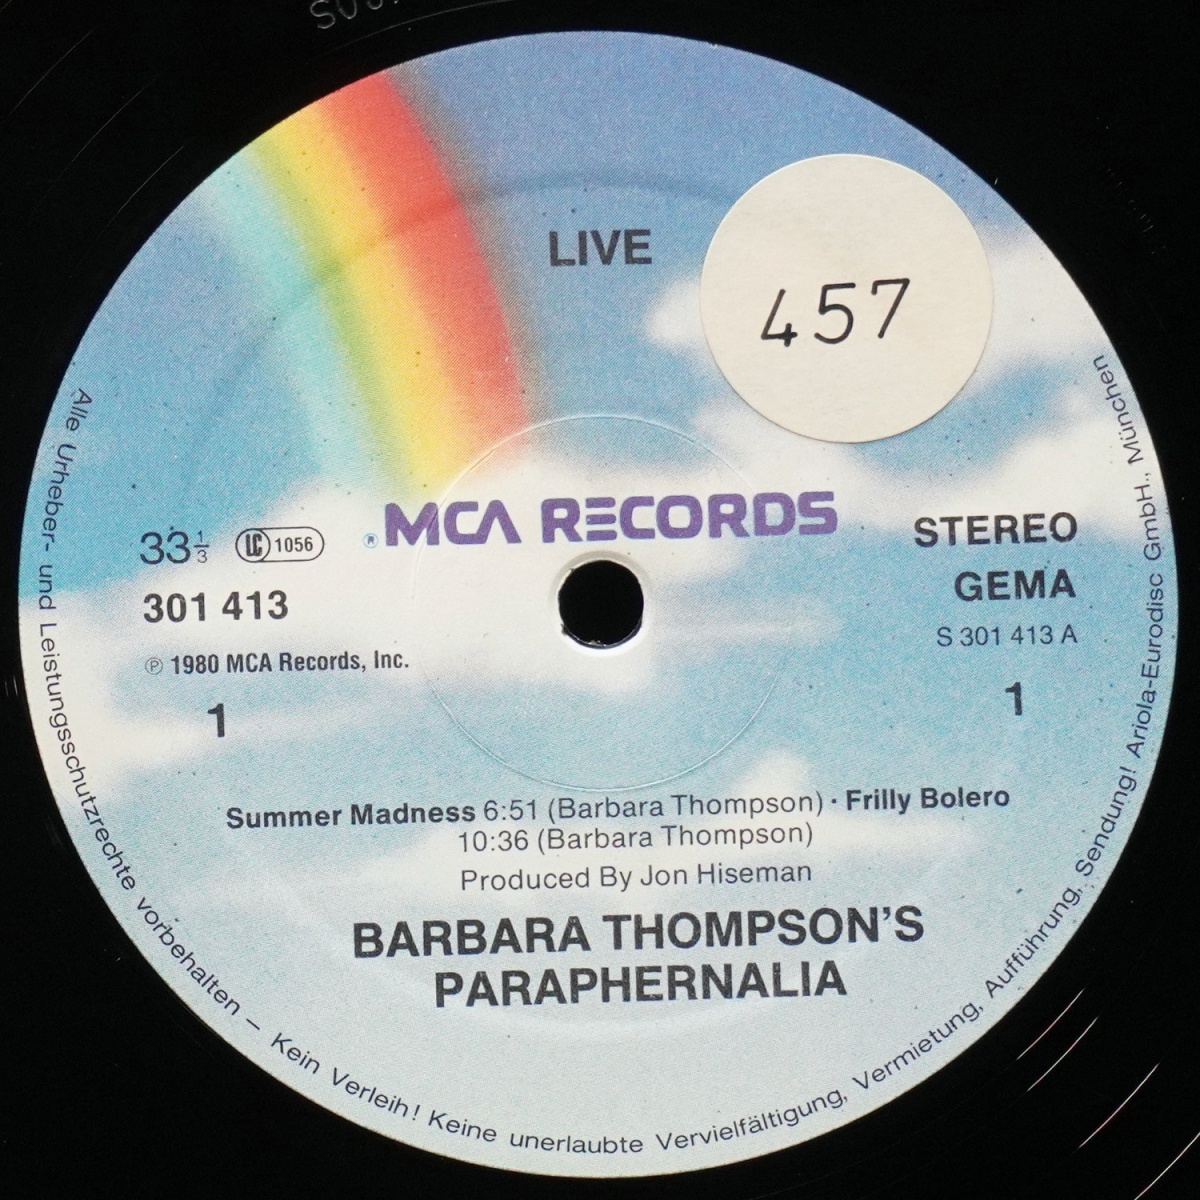 LIVE
457
® MCA RECORDS
33⅓ LC 1056
301 413
℗ 1980 MCA Records, Inc.
1
STEREO
GEMA
S 301 413 A
1
Summer Madness 6:51 (Barbara Thompson) · Frilly Bolero
10:36 (Barbara Thompson)
Produced By Jon Hiseman
BARBARA THOMPSON'S
PARAPHERNALIA
Alle Urheber- und Leistungsschutzrechte vorbehalten – Kein Verleih! Keine unerlaubte Vervielfältigung, Vermietung, Aufführung, Sendung! Ariola-Eurodisc GmbH., München